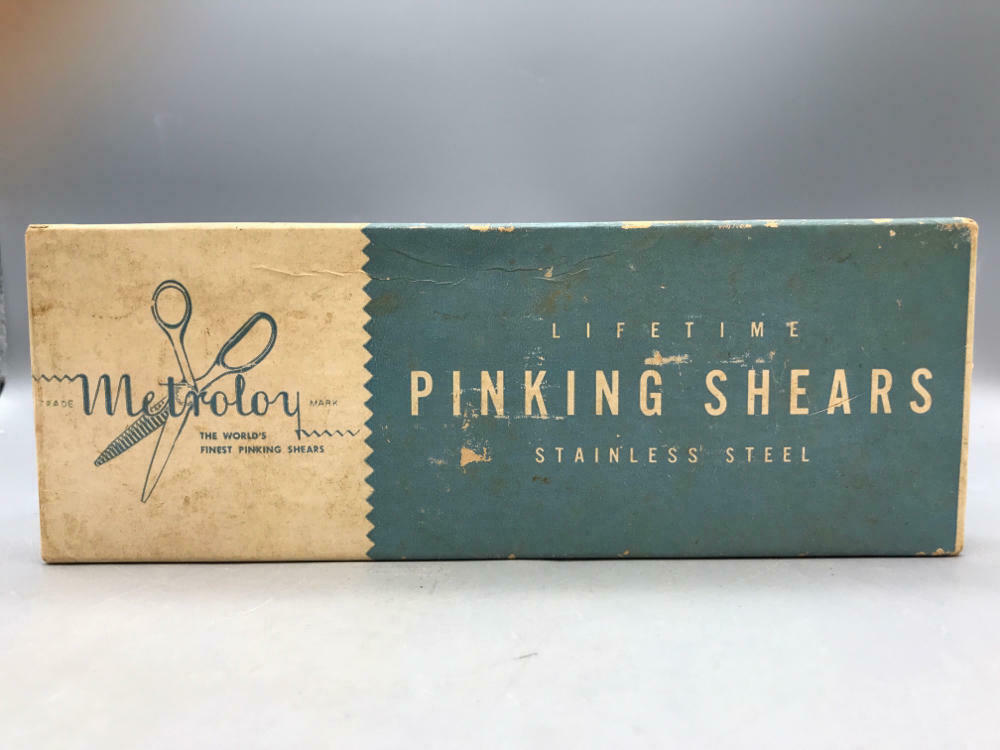 TRADE Metroloy MARK
THE WORLD'S
FINEST PINKING SHEARS
LIFETIME
PINKING SHEARS
STAINLESS STEEL